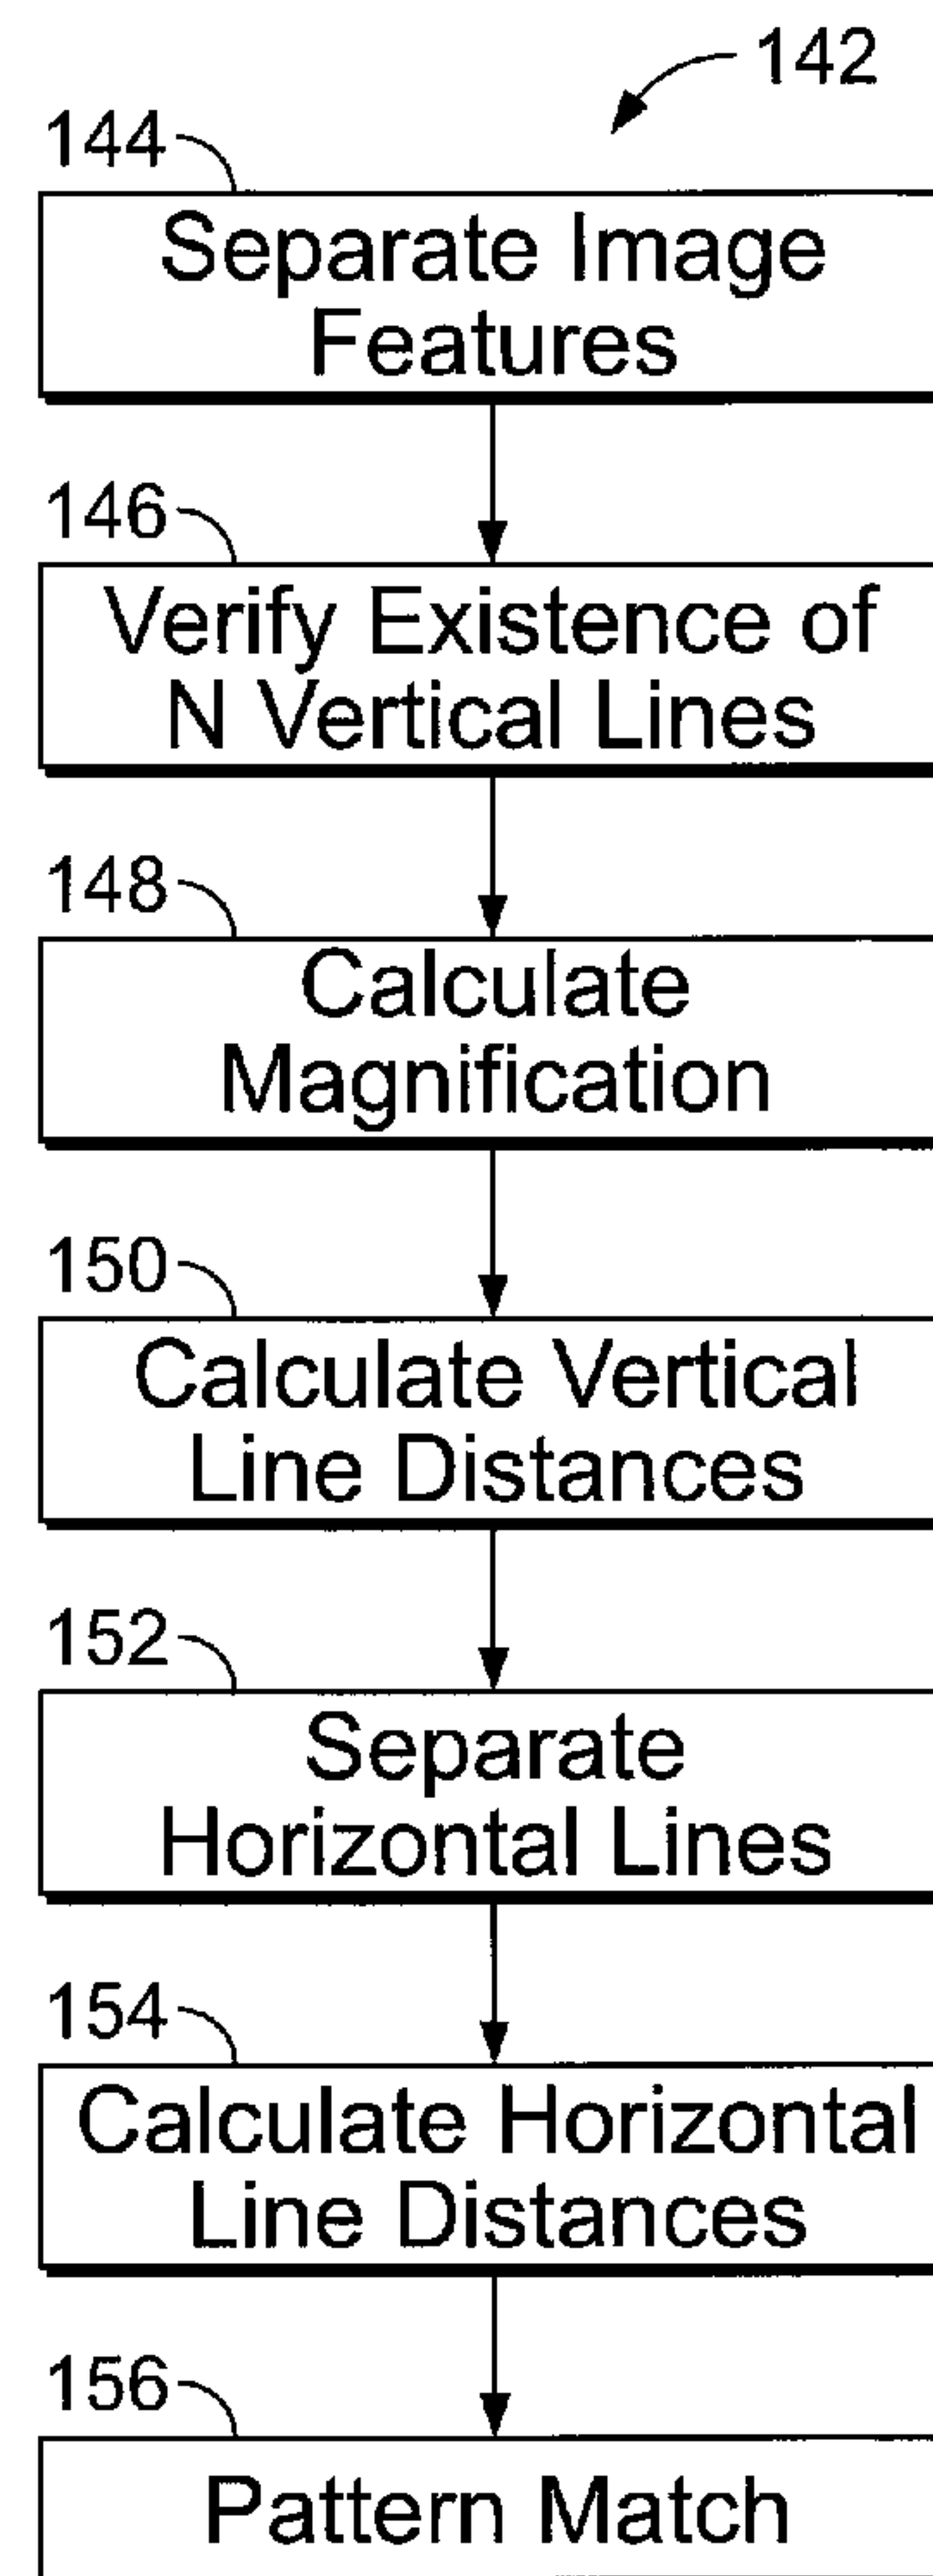 142
144
Separate Image
Features
146
Verify Existence of
N Vertical Lines
148
Calculate
Magnification
150
Calculate Vertical
Line Distances
152
Separate
Horizontal Lines
154
Calculate Horizontal
Line Distances
156
Pattern Match